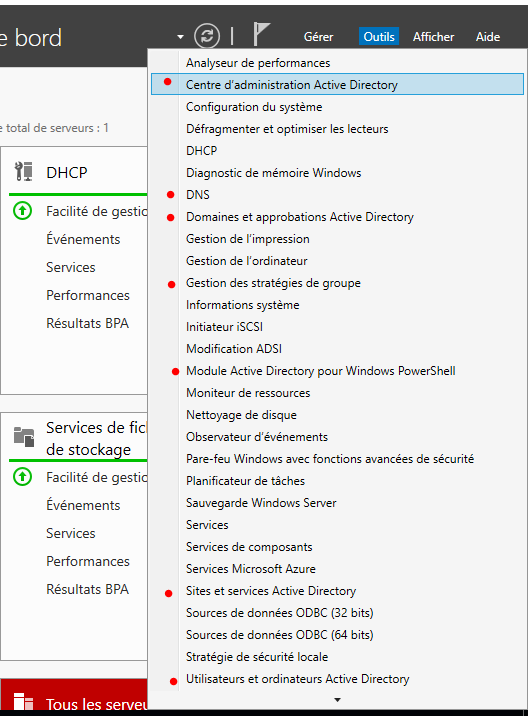 e bord
Gérer
Outils
Afficher
Aide
Analyseur de performances
Centre d'administration Active Directory
Configuration du système
Défragmenter et optimiser les lecteurs
DHCP
Diagnostic de mémoire Windows
DNS
Domaines et approbations Active Directory
Gestion de l'impression
Gestion de l'ordinateur
Gestion des stratégies de groupe
Informations système
Initiateur iSCSI
Modification ADSI
Module Active Directory pour Windows PowerShell
Moniteur de ressources
Nettoyage de disque
Observateur d'événements
Pare-feu Windows avec fonctions avancées de sécurité
Planificateur de tâches
Sauvegarde Windows Server
Services
Services de composants
Services Microsoft Azure
Sites et services Active Directory
Sources de données ODBC (32 bits)
Sources de données ODBC (64 bits)
Stratégie de sécurité locale
Utilisateurs et ordinateurs Active Directory
e total de serveurs : 1
DHCP
Facilité de gestio
Événements
Services
Performances
Résultats BPA
Services de fich
de stockage
Facilité de gestio
Événements
Services
Performances
Résultats BPA
Tous les serveu